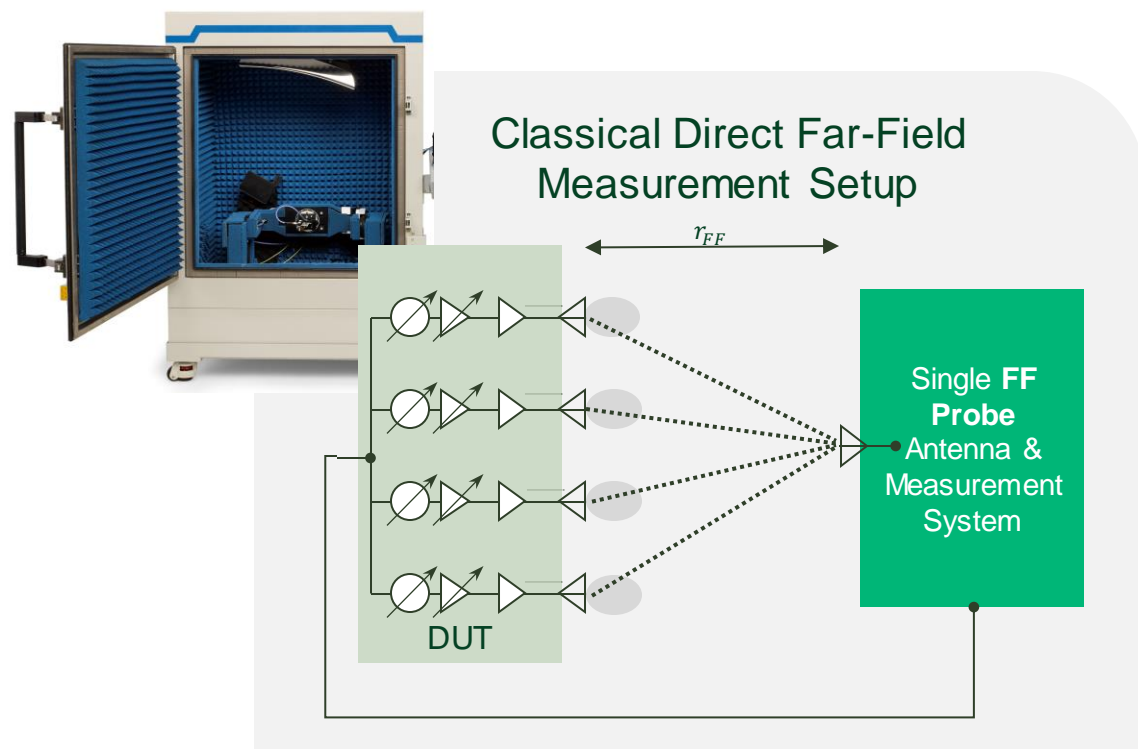 Classical Direct Far-Field
Measurement Setup
r_FF
Single FF
Probe
Antenna &
Measurement
System
DUT